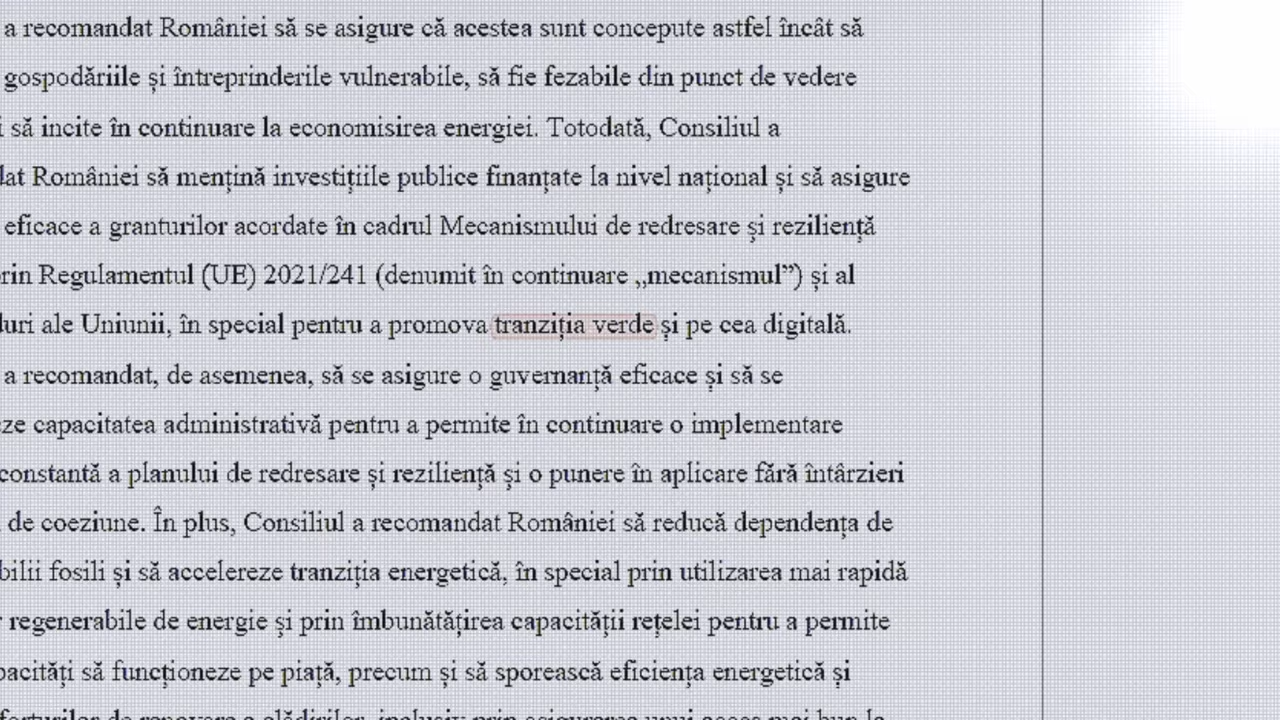 a recomandat României să se asigure că acestea sunt concepute astfel încât să
gospodăriile și întreprinderile vulnerabile, să fie fezabile din punct de vedere
să incite în continuare la economisirea energiei. Totodată, Consiliul a
României să mențină investițiile publice finanțate la nivel național și să asigure
eficace a granturilor acordate în cadrul Mecanismului de redresare și reziliență
Regulamentul (UE) 2021/241 (denumit în continuare „mecanismul”) și al
ale Uniunii, în special pentru a promova tranziția verde și pe cea digitală.
a recomandat, de asemenea, să se asigure o guvernanță eficace și să se
capacitatea administrativă pentru a permite în continuare o implementare
constantă a planului de redresare și reziliență și o punere în aplicare fără întârzieri
de coeziune. În plus, Consiliul a recomandat României să reducă dependența de
fosili și să accelereze tranziția energetică, în special prin utilizarea mai rapidă
regenerabile de energie și prin îmbunătățirea capacității rețelei pentru a permite
să funcționeze pe piață, precum și să sporească eficiența energetică și